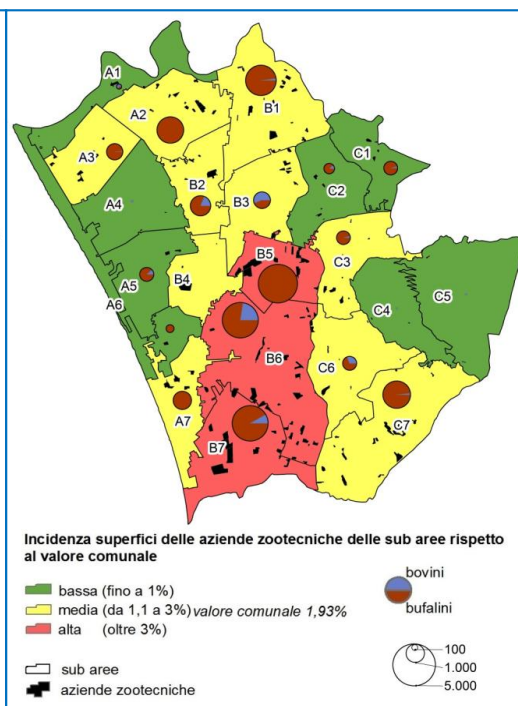 A1
A2
B1
A3
C1
C2
B2
B3
A4
C3
B5
A5
B4
A6
C5
C4
B6
C6
A7
C7
B7
Incidenza superfici delle aziende zootecniche delle sub aree rispetto
al valore comunale
bassa (fino a 1%)
media (da 1,1 a 3%) valore comunale 1,93%
alta (oltre 3%)
sub aree
aziende zootecniche
bovini
bufalini
100
1.000
5.000